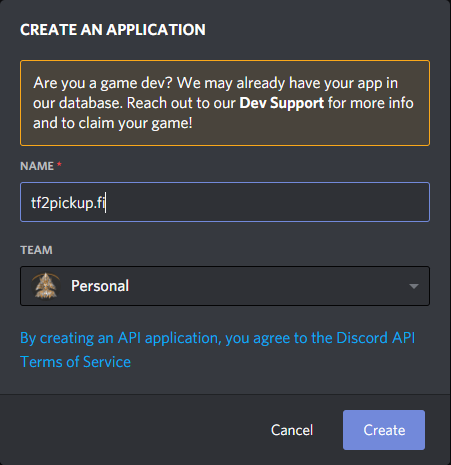 CREATE AN APPLICATION
Are you a game dev? We may already have your app in
our database. Reach out to our Dev Support for more info
and to claim your game!
NAME *
tf2pickup.fi
TEAM
Personal
By creating an API application, you agree to the Discord API
Terms of Service
Cancel
Create